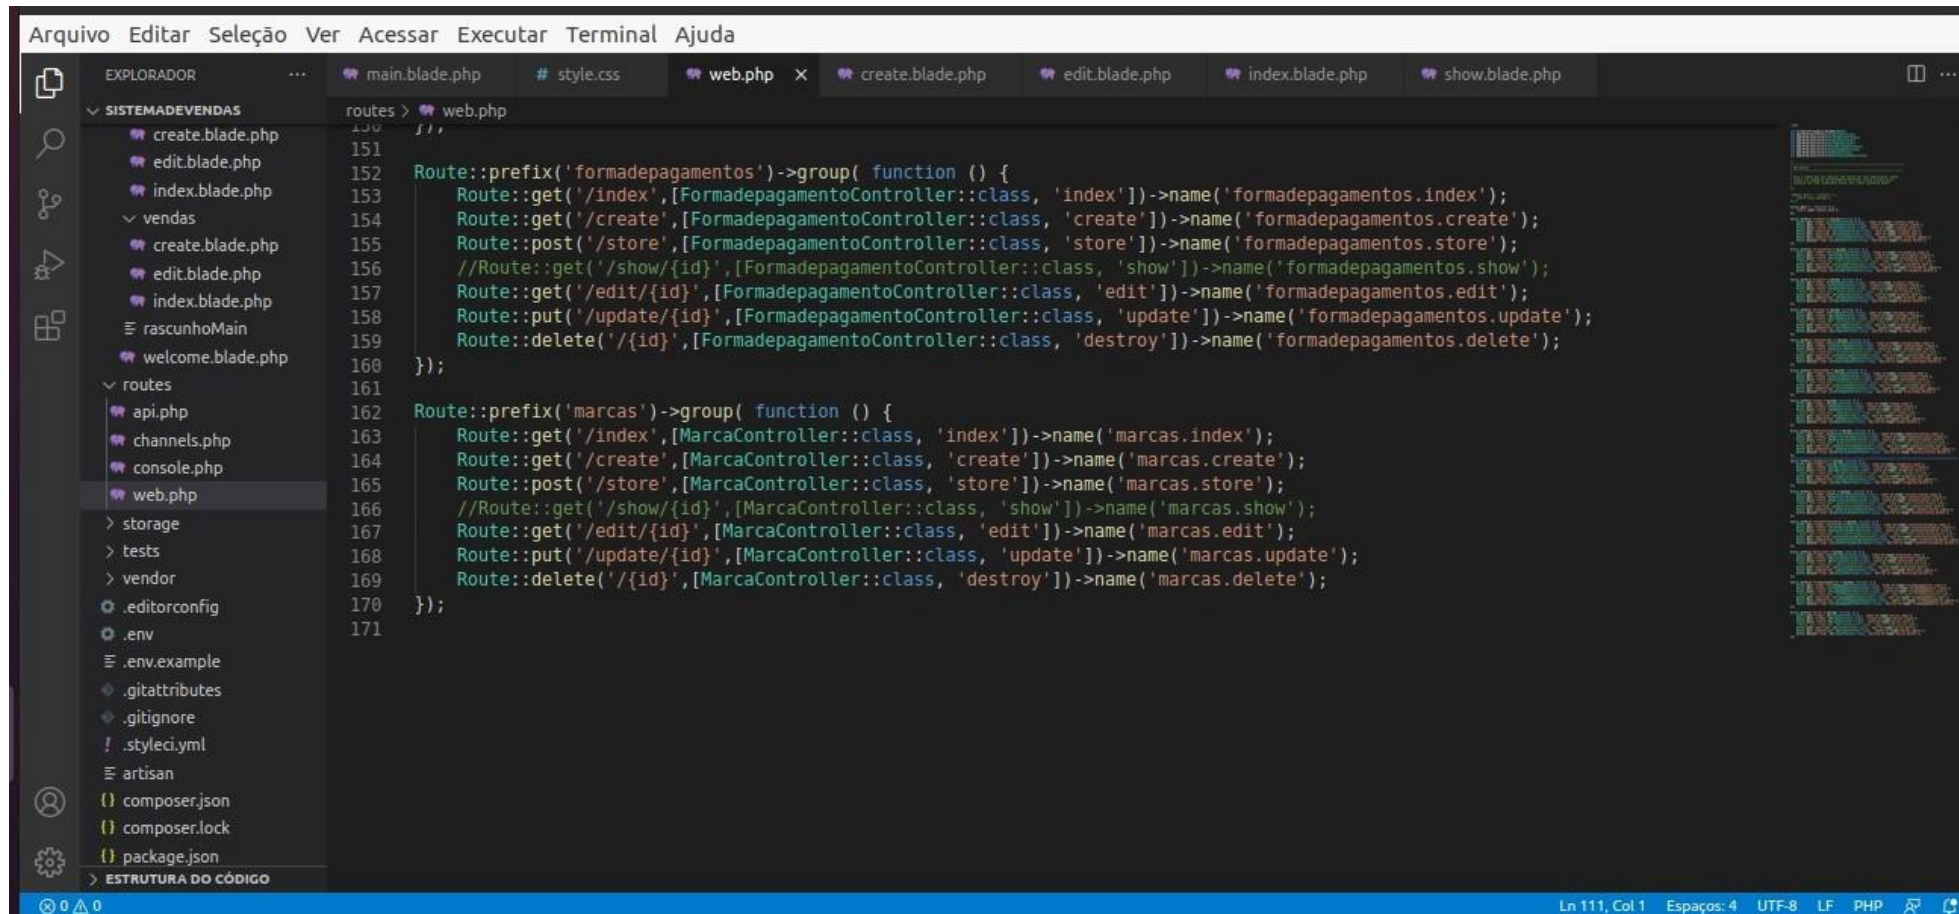 Arquivo Editar Seleção Ver Acessar Executar Terminal Ajuda
EXPLORADOR ...
SISTEMADEVENDAS
create.blade.php
edit.blade.php
index.blade.php
vendas
create.blade.php
edit.blade.php
index.blade.php
rascunhoMain
welcome.blade.php
routes
api.php
channels.php
console.php
web.php
storage
tests
vendor
.editorconfig
.env
.env.example
.gitattributes
.gitignore
.styleci.yml
artisan
composer.json
composer.lock
package.json
ESTRUTURA DO CÓDIGO
main.blade.php style.css web.php create.blade.php edit.blade.php index.blade.php show.blade.php
routes > web.php
150 });
151
152 Route::prefix('formadepagamentos')->group( function () {
153 Route::get('/index',[FormadepagamentoController::class, 'index'])->name('formadepagamentos.index');
154 Route::get('/create',[FormadepagamentoController::class, 'create'])->name('formadepagamentos.create');
155 Route::post('/store',[FormadepagamentoController::class, 'store'])->name('formadepagamentos.store');
156 //Route::get('/show/{id}',[FormadepagamentoController::class, 'show'])->name('formadepagamentos.show');
157 Route::get('/edit/{id}',[FormadepagamentoController::class, 'edit'])->name('formadepagamentos.edit');
158 Route::put('/update/{id}',[FormadepagamentoController::class, 'update'])->name('formadepagamentos.update');
159 Route::delete('/{id}',[FormadepagamentoController::class, 'destroy'])->name('formadepagamentos.delete');
160 });
161
162 Route::prefix('marcas')->group( function () {
163 Route::get('/index',[MarcaController::class, 'index'])->name('marcas.index');
164 Route::get('/create',[MarcaController::class, 'create'])->name('marcas.create');
165 Route::post('/store',[MarcaController::class, 'store'])->name('marcas.store');
166 //Route::get('/show/{id}',[MarcaController::class, 'show'])->name('marcas.show');
167 Route::get('/edit/{id}',[MarcaController::class, 'edit'])->name('marcas.edit');
168 Route::put('/update/{id}',[MarcaController::class, 'update'])->name('marcas.update');
169 Route::delete('/{id}',[MarcaController::class, 'destroy'])->name('marcas.delete');
170 });
171
0 0 Ln 111, Col 1 Espaços: 4 UTF-8 LF PHP